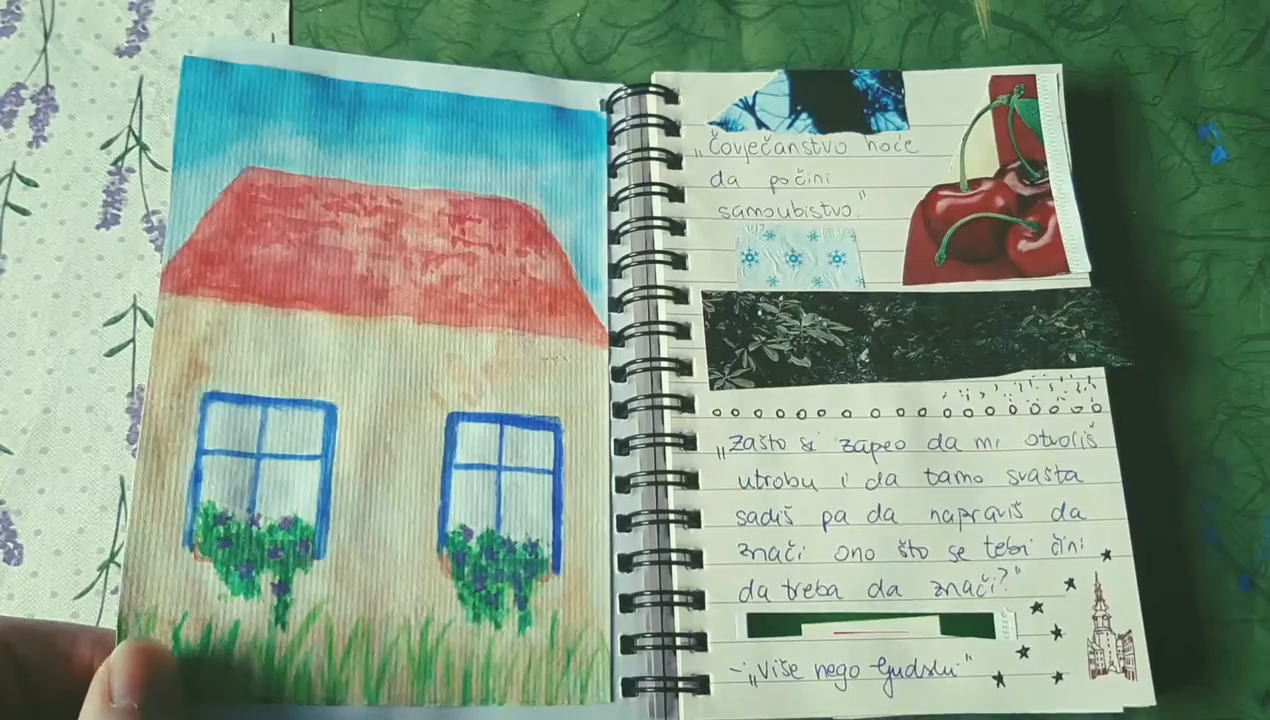 „Čovječanstvo hoće
da počini
samoubistvo."
„Zašto si zapeo da mi otvoriš
utrobu i da tamo svašta
sadiš pa da napraviš da
znači ono što se tebi čini
da treba da znači?"
- „Više nego ljudski"